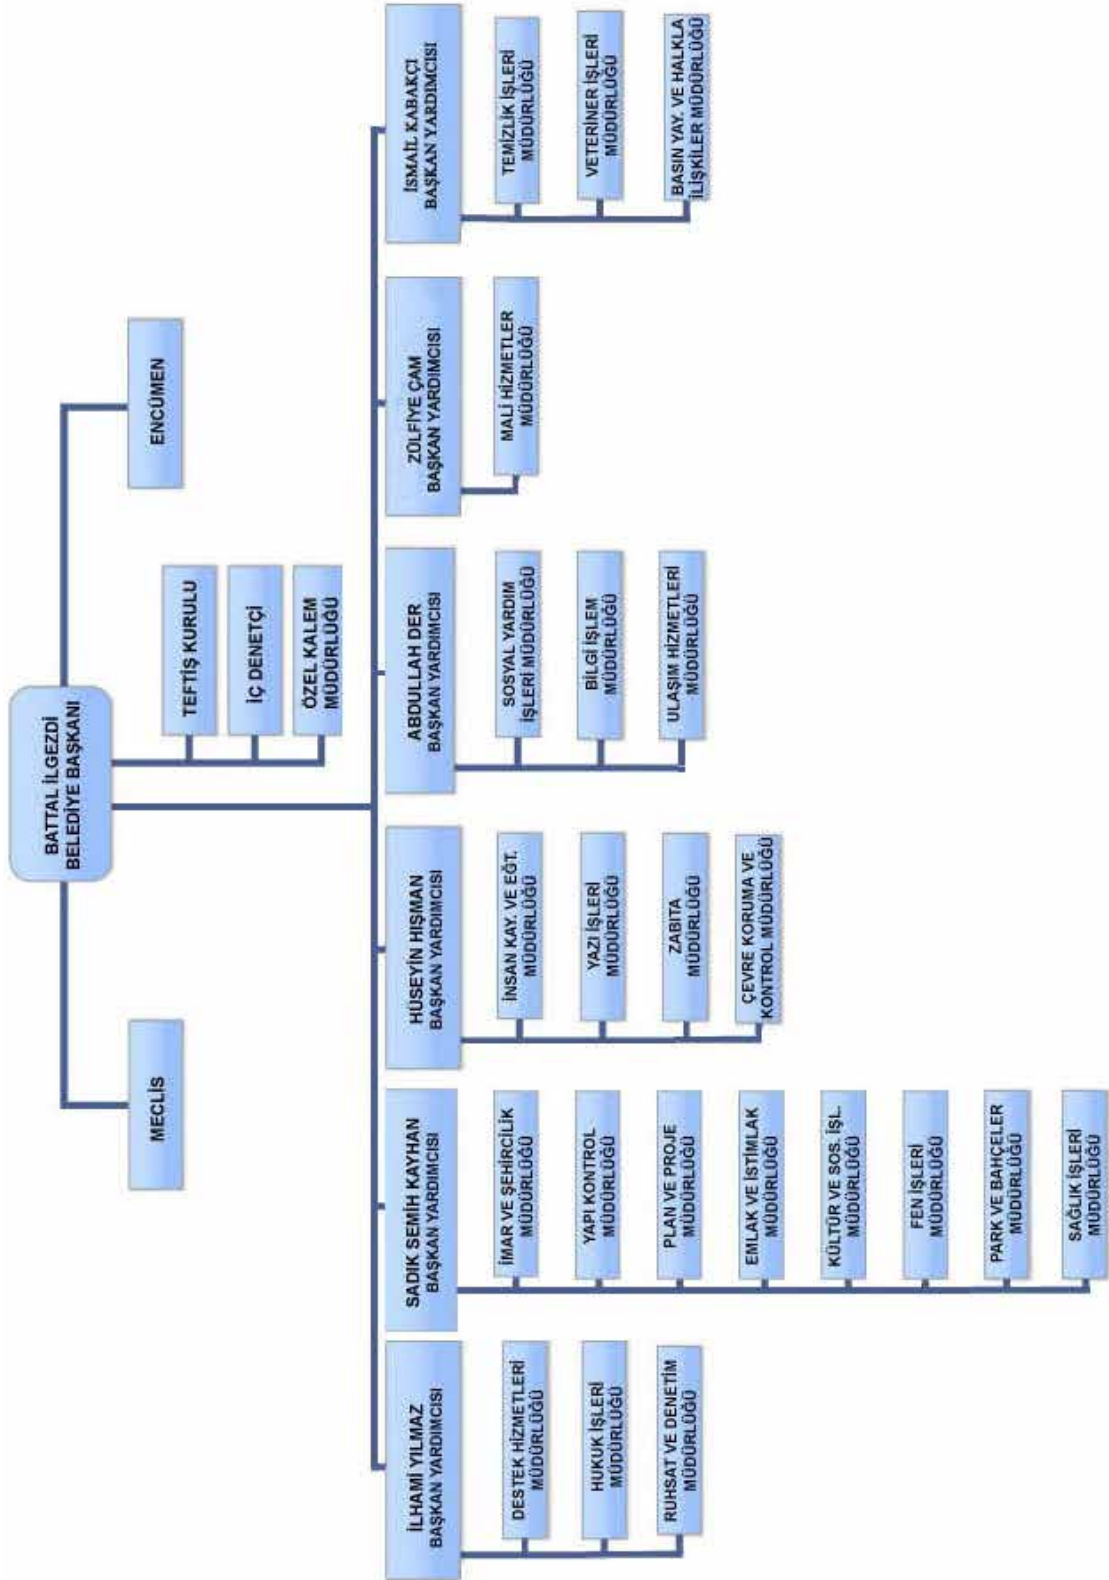 BATTAL İLGEZDİ
BELEDİYE BAŞKANI
MECLİS
ENCÜMEN
TEFTİŞ KURULU
İÇ DENETÇİ
ÖZEL KALEM
MÜDÜRLÜĞÜ
İLHAMİ YILMAZ
BAŞKAN YARDIMCISI
DESTEK HİZMETLERİ
MÜDÜRLÜĞÜ
HUKUK İŞLERİ
MÜDÜRLÜĞÜ
RUHSAT VE DENETİM
MÜDÜRLÜĞÜ
SADIK SEMİH KAYHAN
BAŞKAN YARDIMCISI
İMAR VE ŞEHİRCİLİK
MÜDÜRLÜĞÜ
YAPI KONTROL
MÜDÜRLÜĞÜ
PLAN VE PROJE
MÜDÜRLÜĞÜ
EMLAK VE İSTİMLAK
MÜDÜRLÜĞÜ
KÜLTÜR VE SOS. İŞL.
MÜDÜRLÜĞÜ
FEN İŞLERİ
MÜDÜRLÜĞÜ
PARK VE BAHÇELER
MÜDÜRLÜĞÜ
SAĞLIK İŞLERİ
MÜDÜRLÜĞÜ
HÜSEYİN HIŞMAN
BAŞKAN YARDIMCISI
İNSAN KAY. VE EĞT.
MÜDÜRLÜĞÜ
YAZI İŞLERİ
MÜDÜRLÜĞÜ
ZABITA
MÜDÜRLÜĞÜ
ÇEVRE KORUMA VE
KONTROL MÜDÜRLÜĞÜ
ABDULLAH DER
BAŞKAN YARDIMCISI
SOSYAL YARDIM
İŞLERİ MÜDÜRLÜĞÜ
BİLGİ İŞLEM
MÜDÜRLÜĞÜ
ULAŞIM HİZMETLERİ
MÜDÜRLÜĞÜ
ZÜLFİYE ÇAM
BAŞKAN YARDIMCISI
MALİ HİZMETLER
MÜDÜRLÜĞÜ
İSMAİL KABAKÇI
BAŞKAN YARDIMCISI
TEMİZLİK İŞLERİ
MÜDÜRLÜĞÜ
VETERİNER İŞLERİ
MÜDÜRLÜĞÜ
BASIN YAY. VE HALKLA
İLİŞKİLER MÜDÜRLÜĞÜ